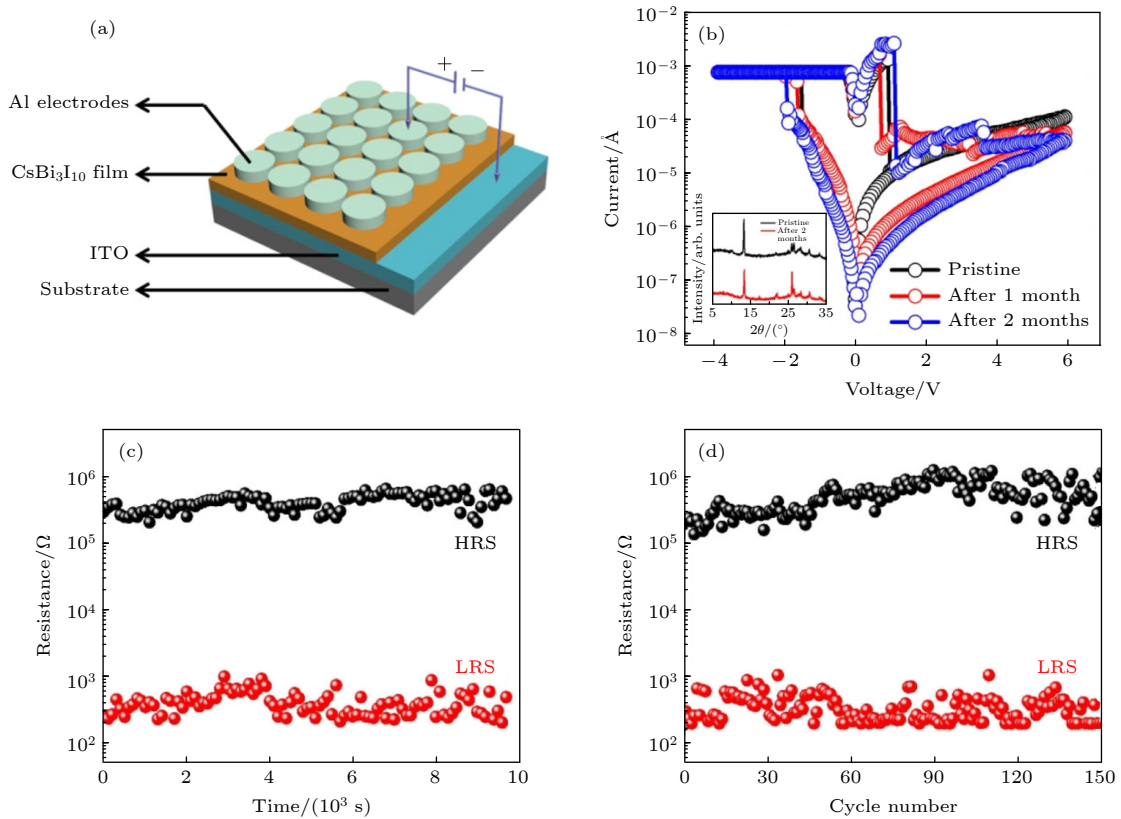 (a)
+ −
Al electrodes
CsBi₃I₁₀ film
ITO
Substrate
(b)
Current/Å
10⁻²
10⁻³
10⁻⁴
10⁻⁵
10⁻⁶
10⁻⁷
10⁻⁸
Intensity/arb. units
Pristine
After 2
months
5 15 25 35
2θ/(°)
Pristine
After 1 month
After 2 months
−4 −2 0 2 4 6
Voltage/V
(c)
Resistance/Ω
10⁶
10⁵
10⁴
10³
10²
HRS
LRS
0 2 4 6 8 10
Time/(10³ s)
(d)
Resistance/Ω
10⁶
10⁵
10⁴
10³
10²
HRS
LRS
0 30 60 90 120 150
Cycle number